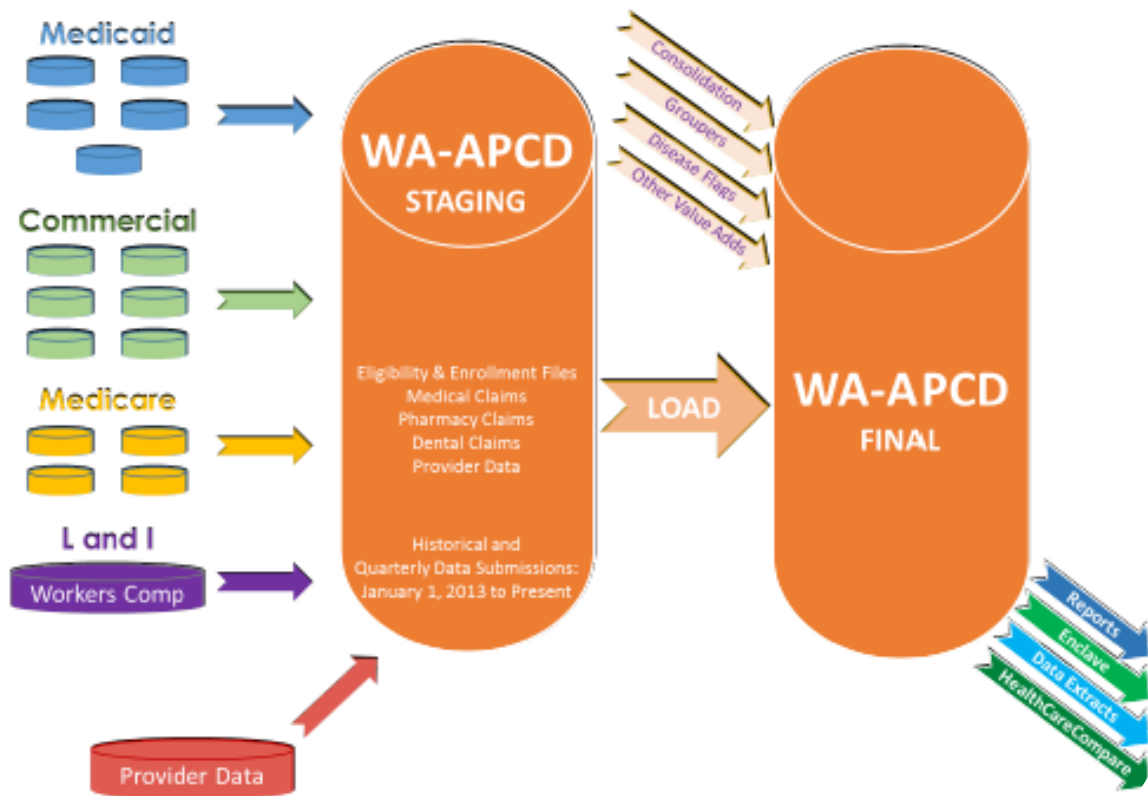 Medicaid
Commercial
Medicare
L and I
Workers Comp
Provider Data
WA-APCD
STAGING
Eligibility & Enrollment Files
Medical Claims
Pharmacy Claims
Dental Claims
Provider Data
Historical and
Quarterly Data Submissions:
January 1, 2013 to Present
Consolidation
Groupers
Disease Flags
Other Value Adds
LOAD
WA-APCD
FINAL
Reports
Enclave
Data Extracts
HealthCareCompare